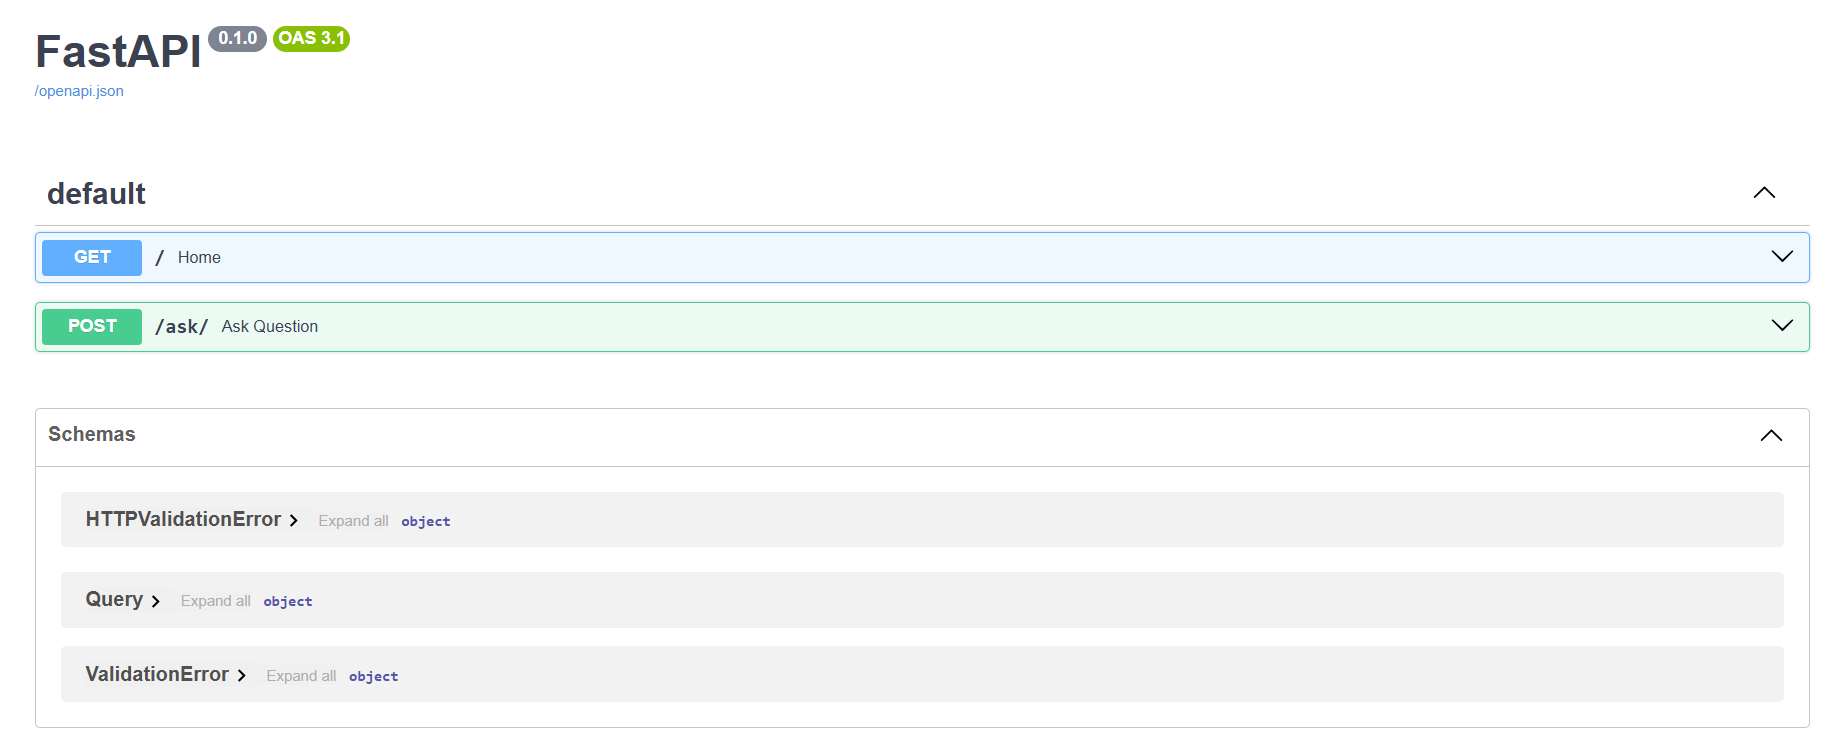 FastAPI 0.1.0 OAS 3.1
/openapi.json
default
GET / Home
POST /ask/ Ask Question
Schemas
HTTPValidationError Expand all object
Query Expand all object
ValidationError Expand all object